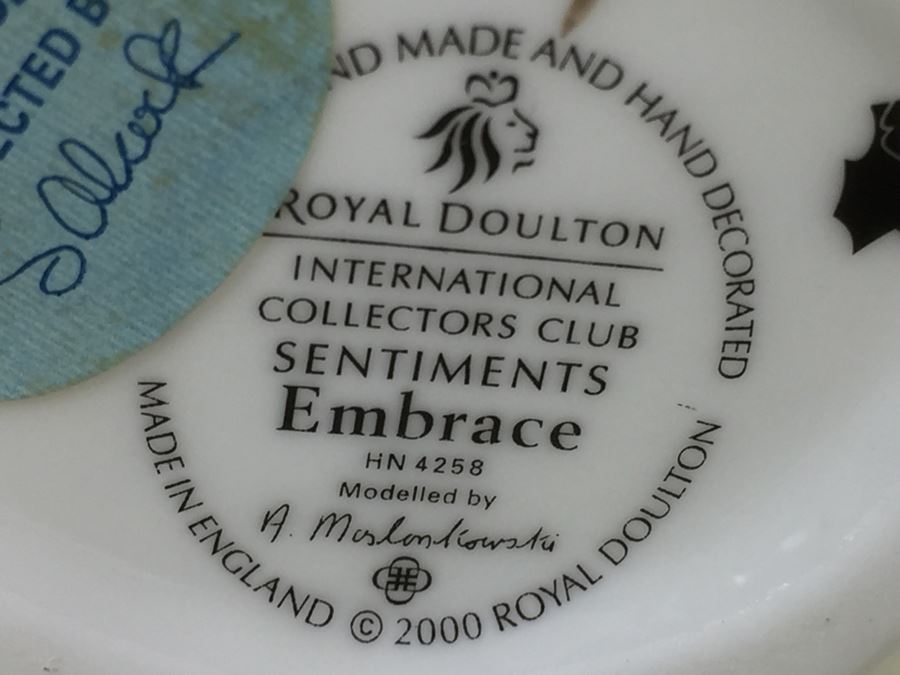 ND MADE AND HAND DECORATED
ROYAL DOULTON
INTERNATIONAL
COLLECTORS CLUB
SENTIMENTS
Embrace
HN 4258
Modelled by
A. Maslankowski
MADE IN ENGLAND © 2000 ROYAL DOULTON
ECTED B